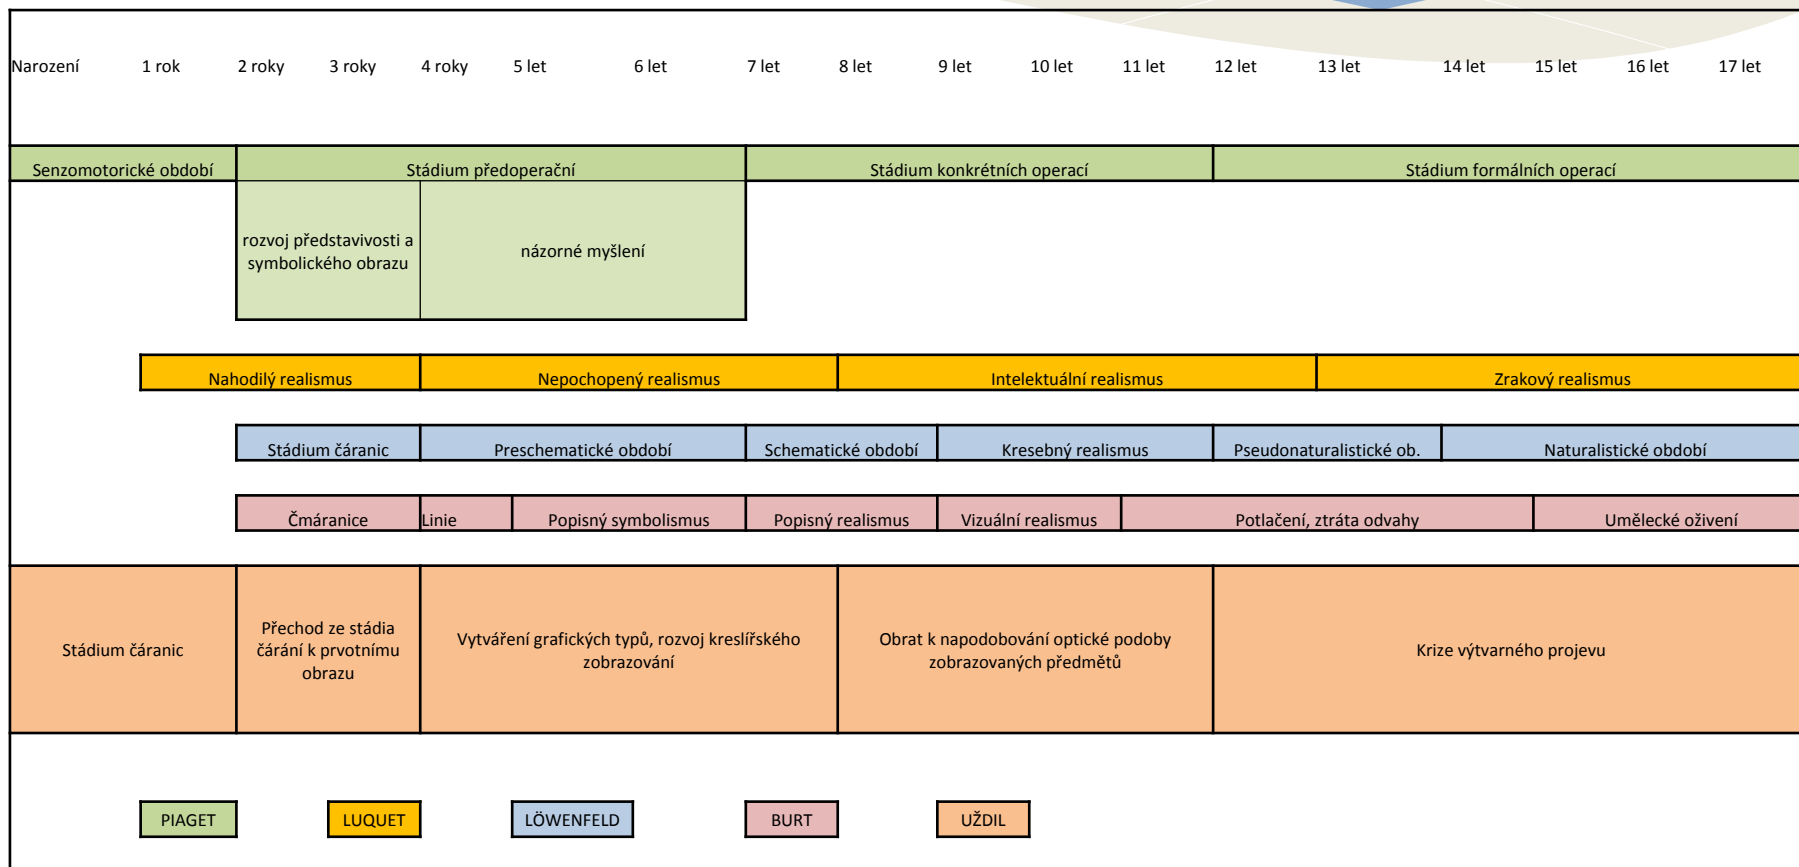 Narození 1 rok 2 roky 3 roky 4 roky 5 let 6 let 7 let 8 let 9 let 10 let 11 let 12 let 13 let 14 let 15 let 16 let 17 let
Senzomotorické období Stádium předoperační Stádium konkrétních operací Stádium formálních operací
rozvoj představivosti a
symbolického obrazu
názorné myšlení
Nahodilý realismus Nepochopený realismus Intelektuální realismus Zrakový realismus
Stádium čáranic Preschematické období Schematické období Kresebný realismus Pseudonaturalistické ob. Naturalistické období
Čmáranice Linie Popisný symbolismus Popisný realismus Vizuální realismus Potlačení, ztráta odvahy Umělecké oživení
Stádium čáranic
Přechod ze stádia
čárání k prvotnímu
obrazu
Vytváření grafických typů, rozvoj kreslířského
zobrazování
Obrat k napodobování optické podoby
zobrazovaných předmětů
Krize výtvarného projevu
PIAGET LUQUET LÖWENFELD BURT UŽDIL